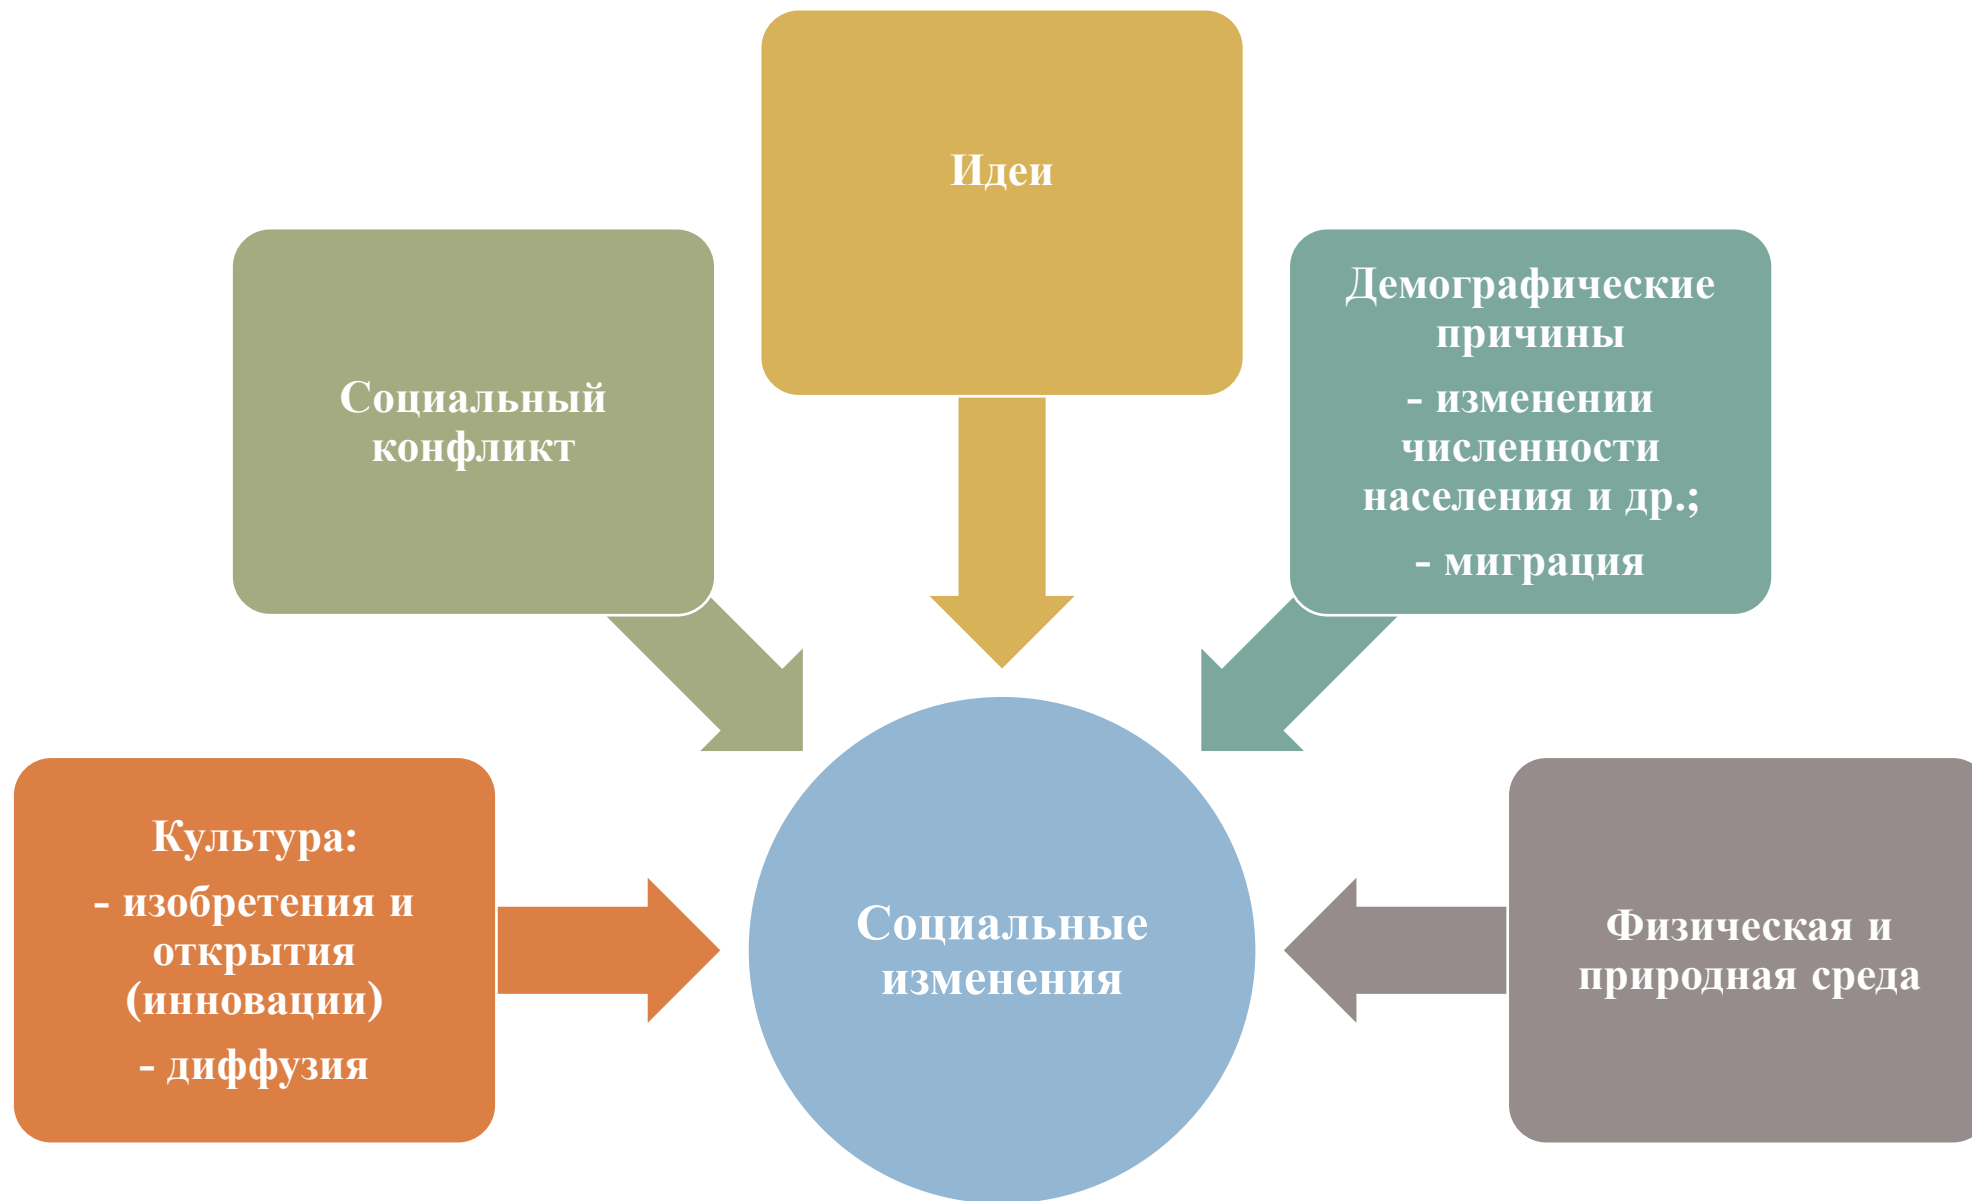 Идеи
Социальный
конфликт
Демографические
причины
- изменении
численности
населения и др.;
- миграция
Культура:
- изобретения и
открытия
(инновации)
- диффузия
Социальные
изменения
Физическая и
природная среда